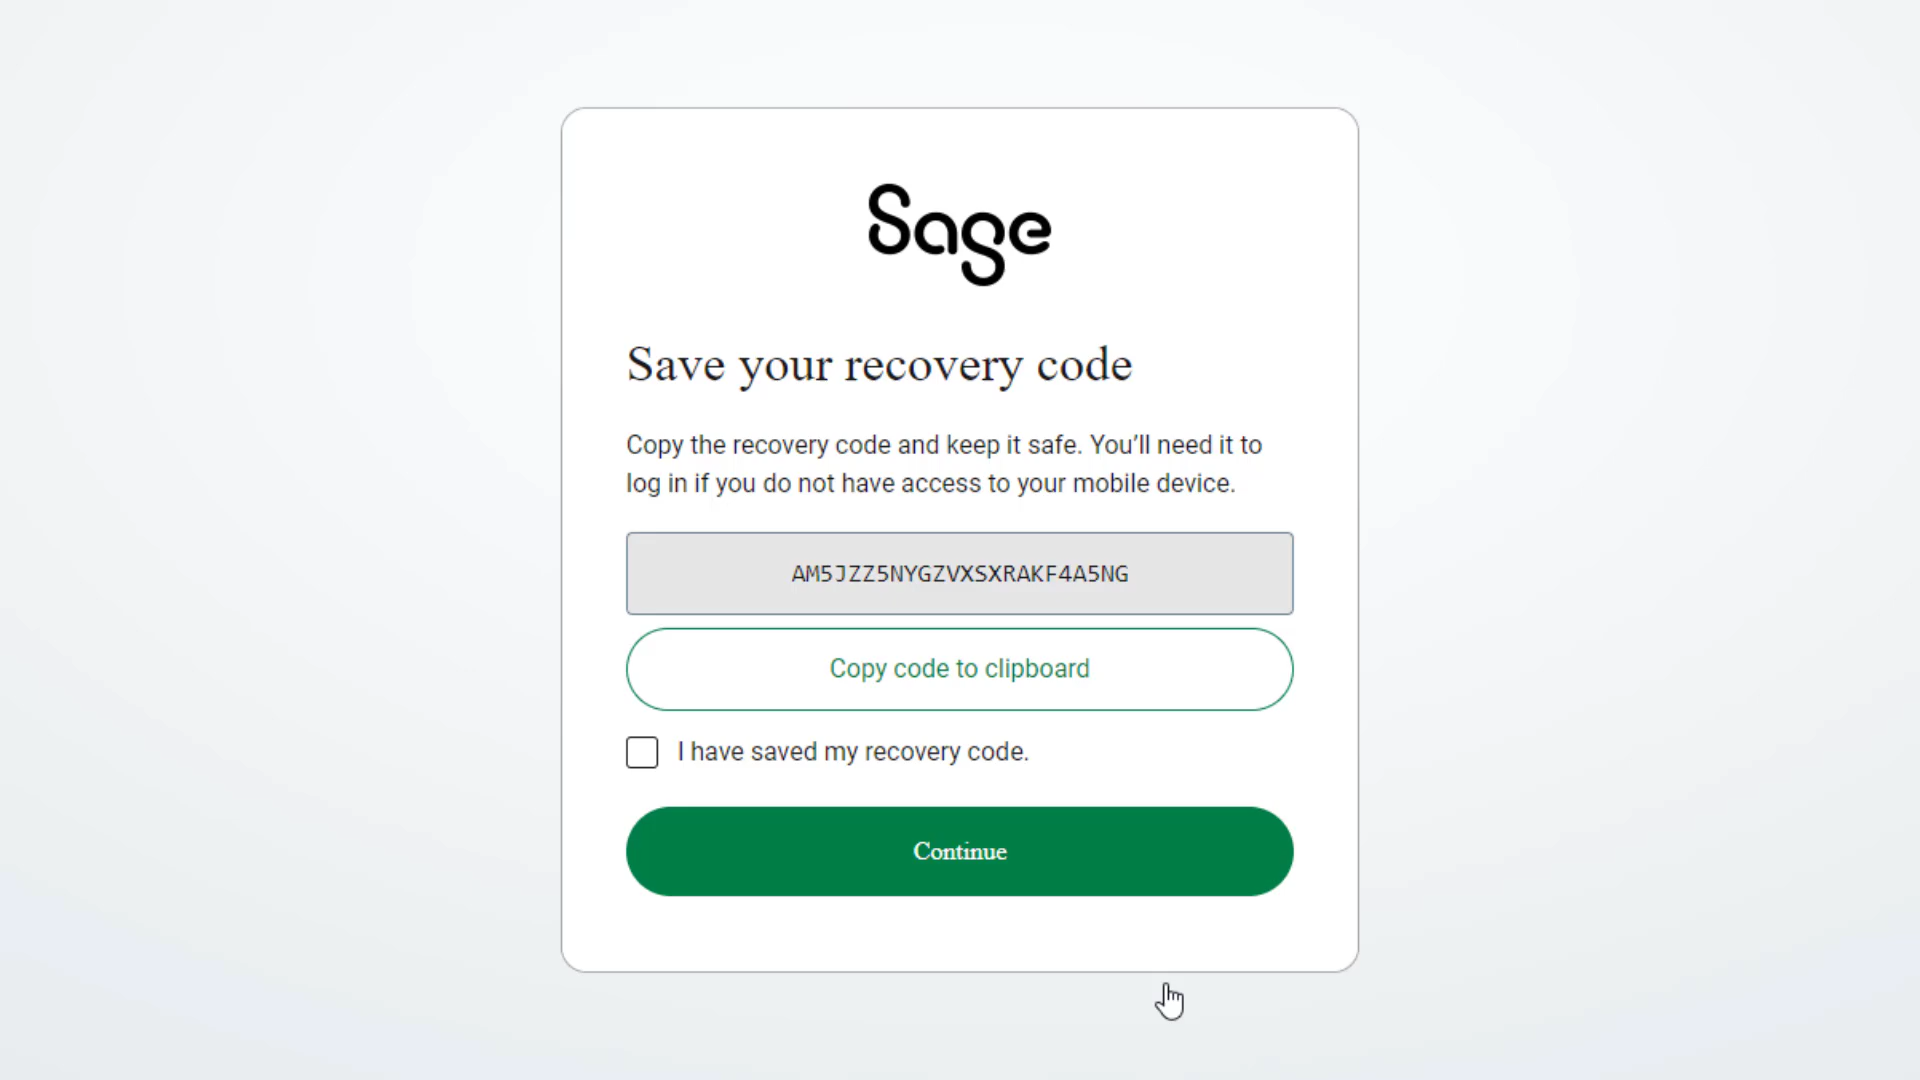 Sage
Save your recovery code
Copy the recovery code and keep it safe. You’ll need it to
log in if you do not have access to your mobile device.
AM5JZZ5NYGZVXSXRAKF4A5NG
Copy code to clipboard
I have saved my recovery code.
Continue